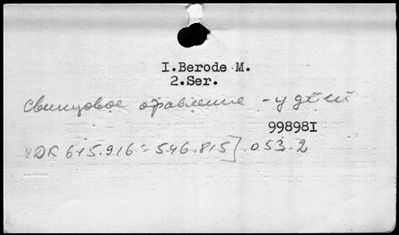 I.Berode M.
2.Ser.
свинцовое отравление - у детей
998981
УДК 615.916 = 546.815].053.2